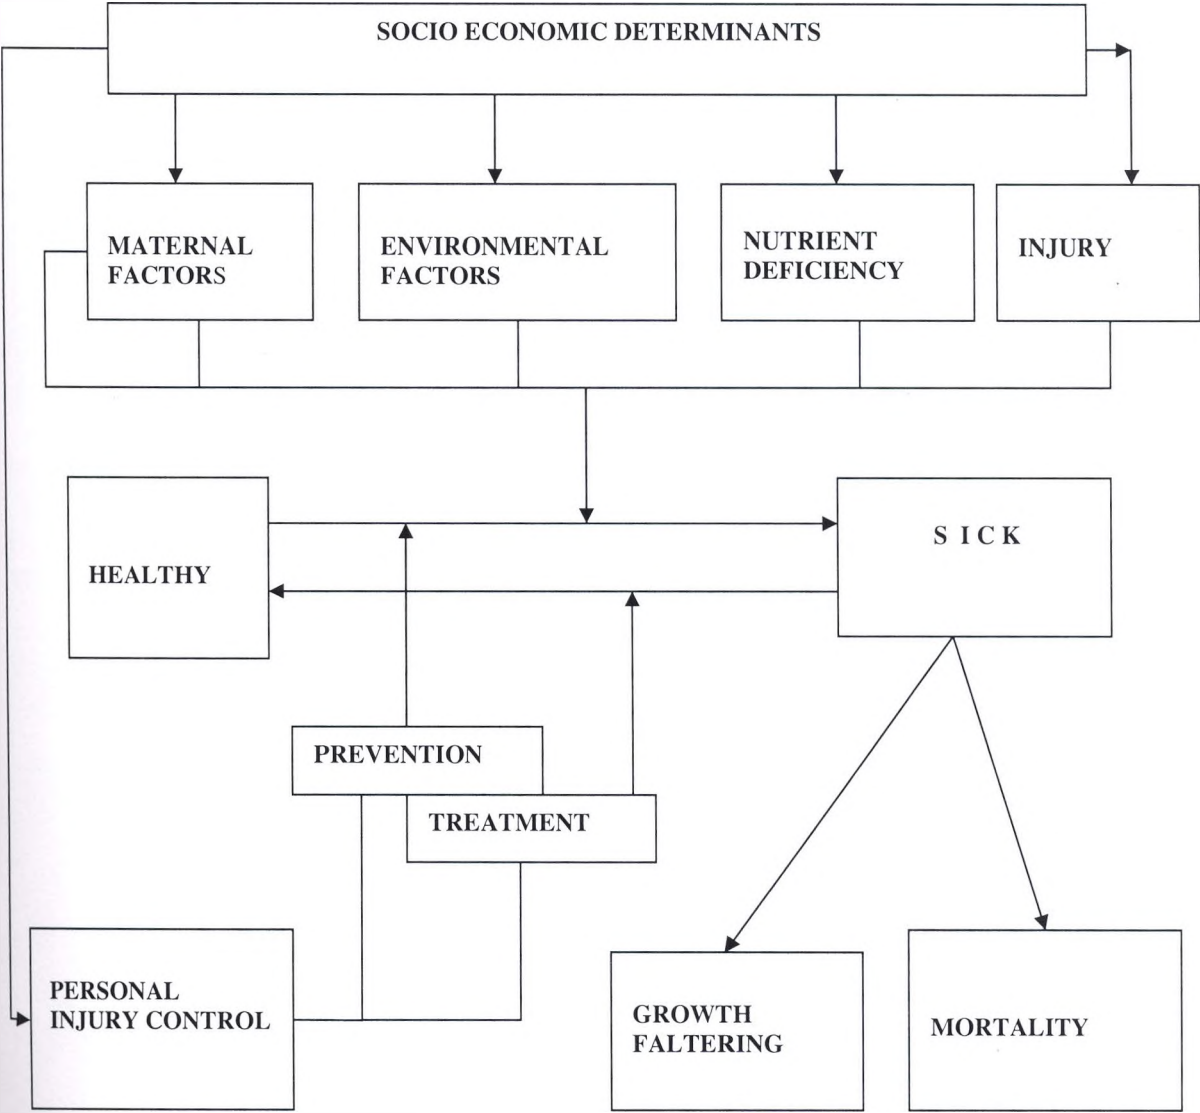 SOCIO ECONOMIC DETERMINANTS
MATERNAL
FACTORS
ENVIRONMENTAL
FACTORS
NUTRIENT
DEFICIENCY
INJURY
HEALTHY
S I C K
PREVENTION
TREATMENT
PERSONAL
INJURY CONTROL
GROWTH
FALTERING
MORTALITY